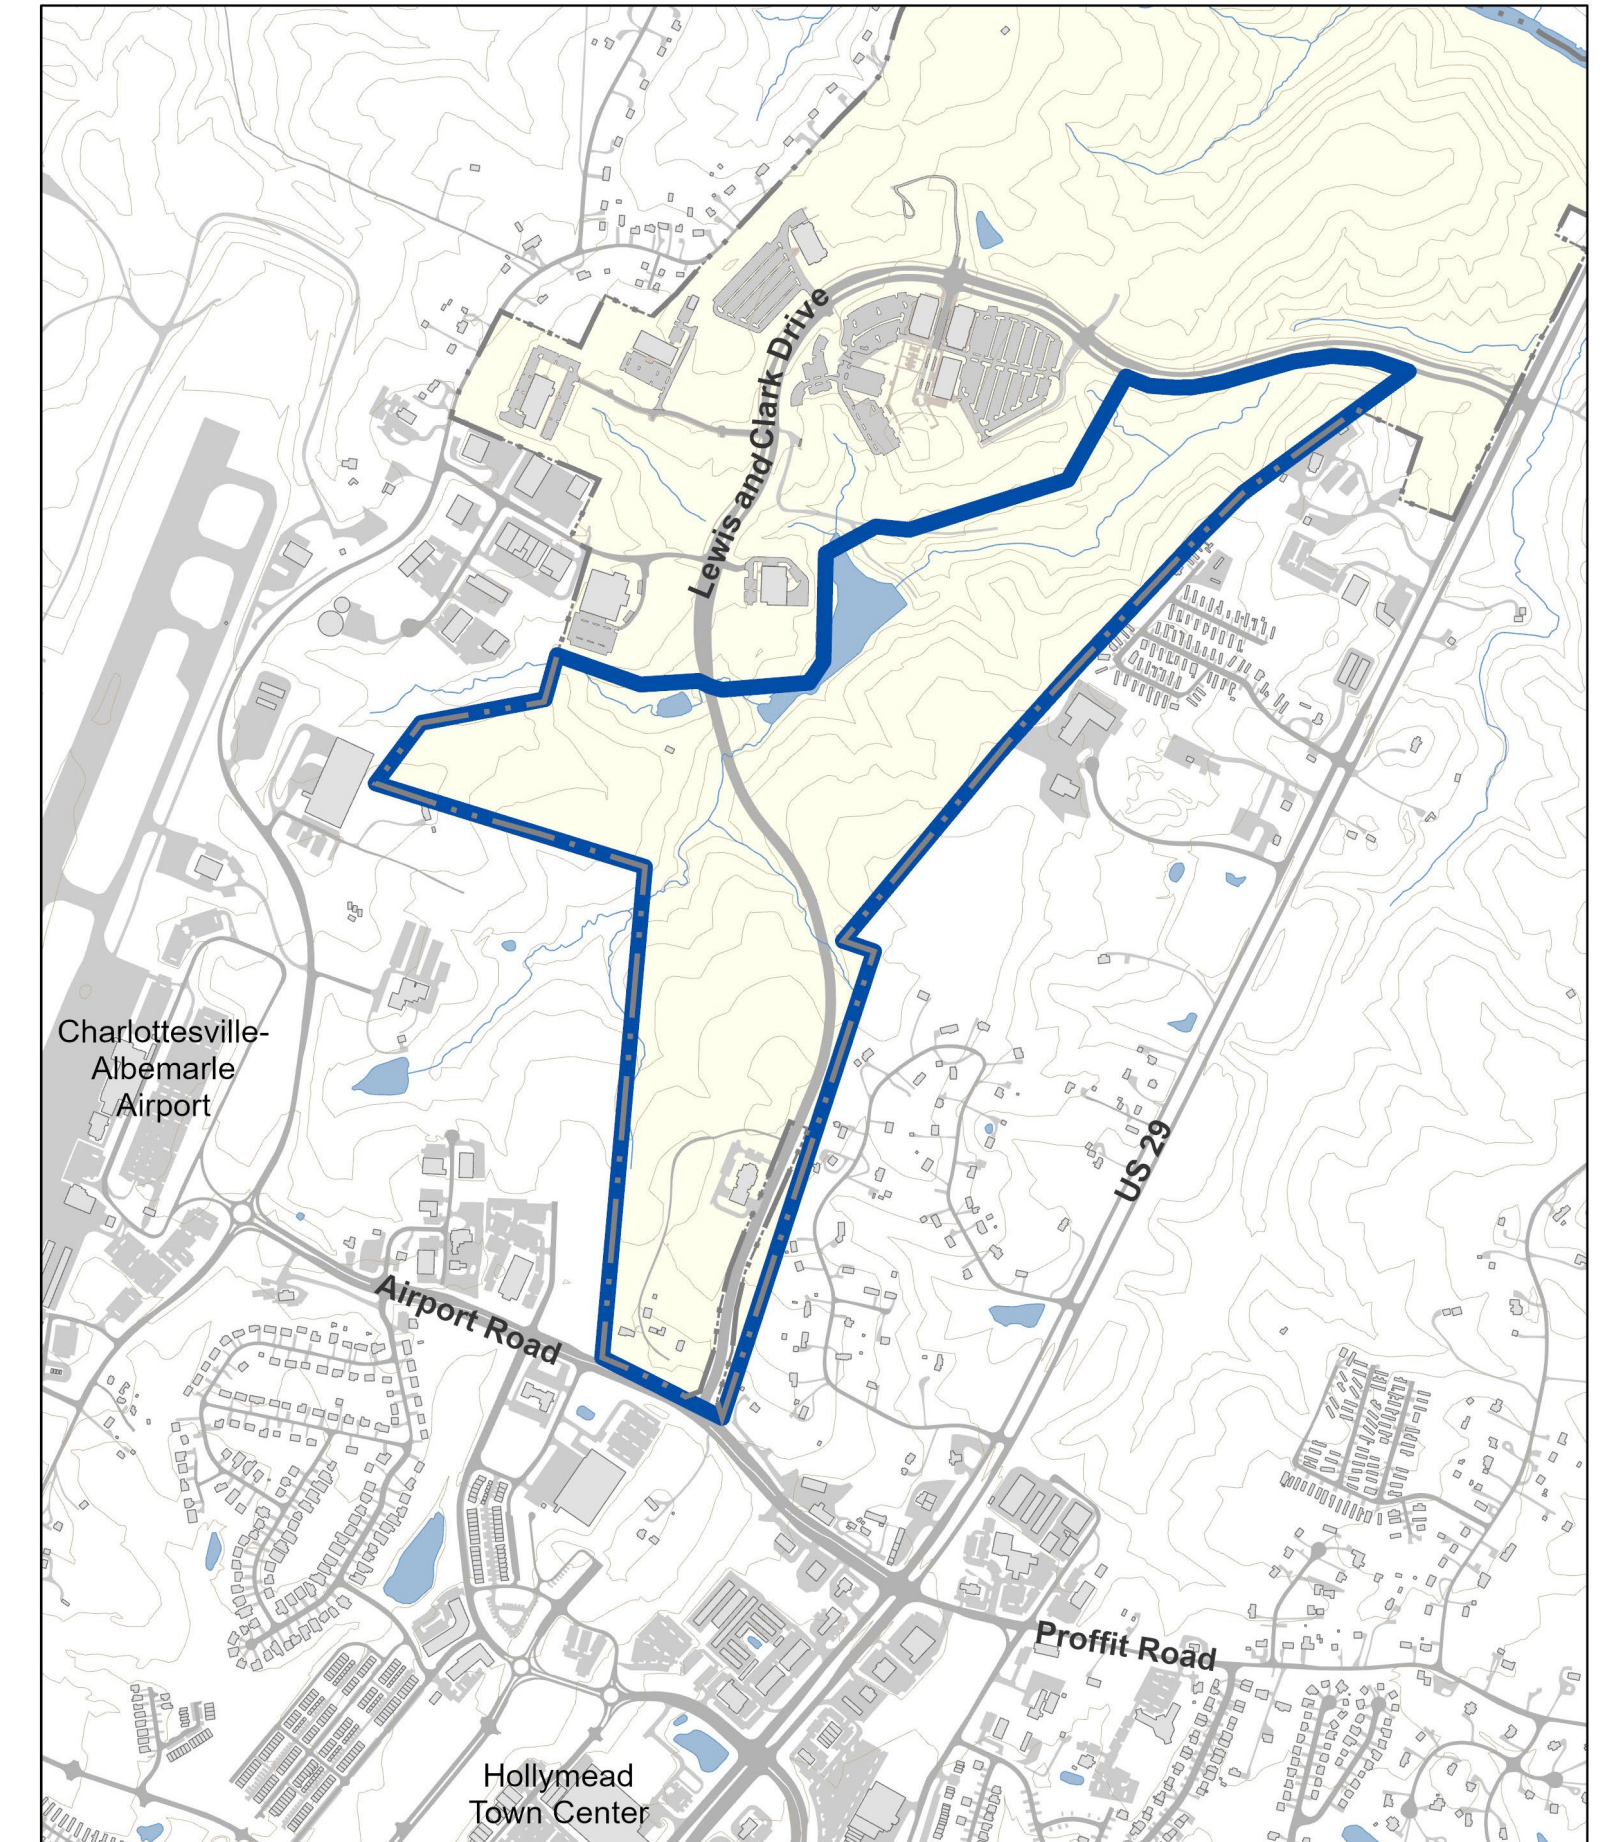 Lewis and Clark Drive
Charlottesville-
Albemarle
Airport
US 29
Airport Road
Proffit Road
Hollymead
Town Center